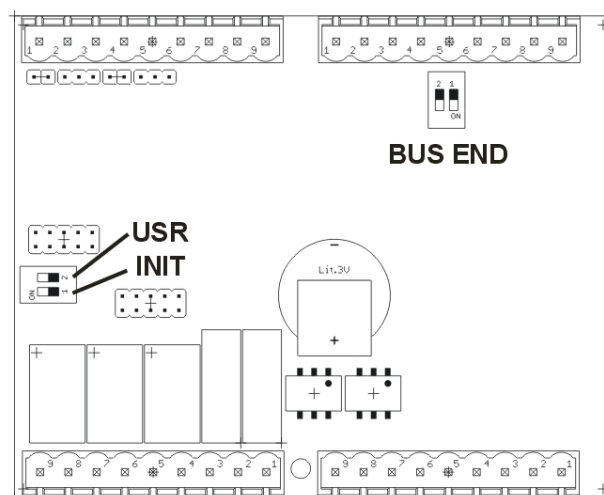 1 2 3 4 5 6 7 8 9
1 2 3 4 5 6 7 8 9
2 1
ON
BUS END
USR
INIT
2
ON 1
Lit.3V
9 8 7 6 5 4 3 2 1
9 8 7 6 5 4 3 2 1